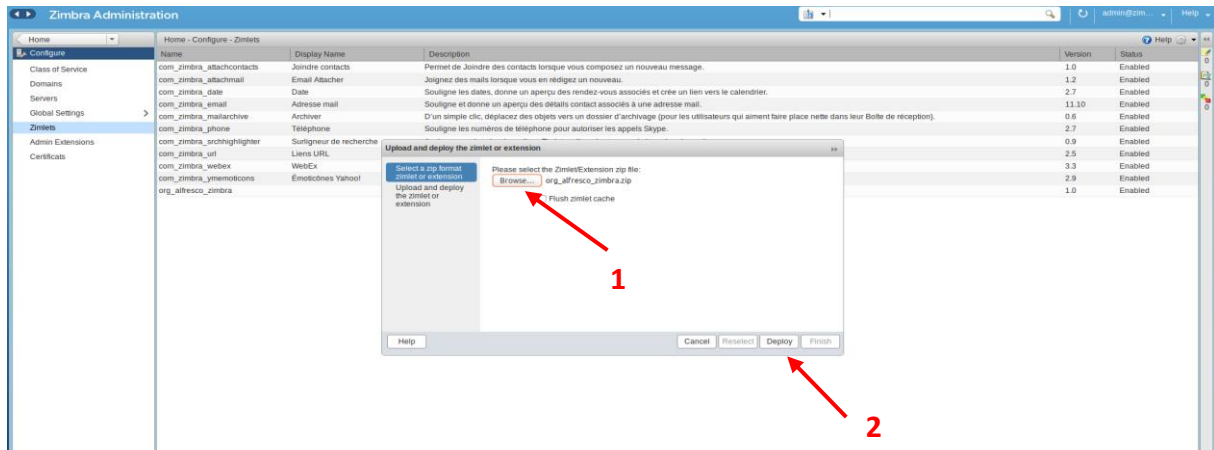 Zimbra Administration
admin@zim...
Help
Home
Home - Configure - Zimlets
Help
Configure
Name Display Name Description Version Status
Class of Service
Domains
Servers
Global Settings
Zimlets
Admin Extensions
Certificats
com_zimbra_attachcontacts Joindre contacts Permet de Joindre des contacts lorsque vous composez un nouveau message. 1.0 Enabled
com_zimbra_attachmail Email Attacher Joignez des mails lorsque vous en rédigez un nouveau. 1.2 Enabled
com_zimbra_date Date Souligne les dates, donne un aperçu des rendez-vous associés et crée un lien vers le calendrier. 2.7 Enabled
com_zimbra_email Adresse mail Souligne et donne un aperçu des détails contact associés à une adresse mail. 11.10 Enabled
com_zimbra_mailarchive Archiver D'un simple clic, déplacez des objets vers un dossier d'archivage (pour les utilisateurs qui aiment faire place nette dans leur Boîte de réception). 0.6 Enabled
com_zimbra_phone Téléphone Souligne les numéros de téléphone pour autoriser les appels Skype. 2.7 Enabled
com_zimbra_srchhighlighter Surligneur de recherche 0.9 Enabled
com_zimbra_url Liens URL 2.5 Enabled
com_zimbra_webex WebEx 3.3 Enabled
com_zimbra_ymemoticons Émoticônes Yahoo! 2.9 Enabled
org_alfresco_zimbra 1.0 Enabled
0
0
0
Upload and deploy the zimlet or extension
Select a zip format
zimlet or extension
Upload and deploy
the zimlet or
extension
Please select the Zimlet/Extension zip file:
Browse... org_alfresco_zimbra.zip
Flush zimlet cache
Help Cancel Reselect Deploy Finish
1
2